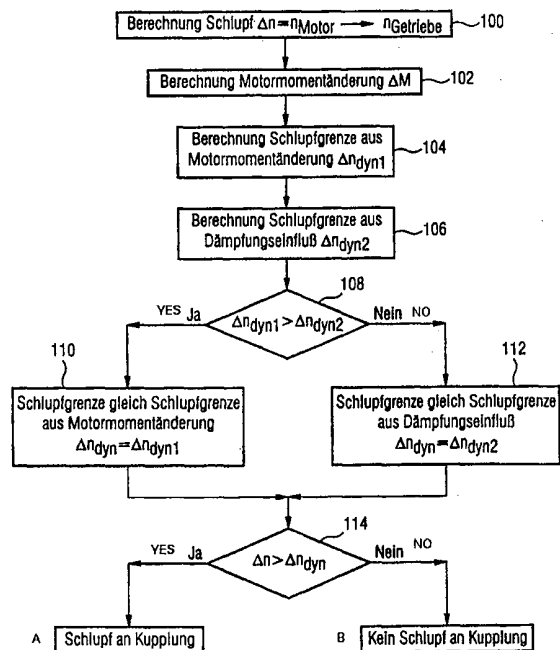 Berechnung Schlupf Δn=nMotor → nGetriebe
100
Berechnung Motormomentänderung ΔM
102
Berechnung Schlupfgrenze aus
Motormomentänderung Δndyn1
104
Berechnung Schlupfgrenze aus
Dämpfungseinfluß Δndyn2
106
108
YES Ja
Δndyn1>Δndyn2
Nein NO
110
Schlupfgrenze gleich Schlupfgrenze
aus Motormomentänderung
Δndyn=Δndyn1
112
Schlupfgrenze gleich Schlupfgrenze
aus Dämpfungseinfluß
Δndyn=Δndyn2
114
YES Ja
Δn>Δndyn
Nein NO
A Schlupf an Kupplung
B Kein Schlupf an Kupplung